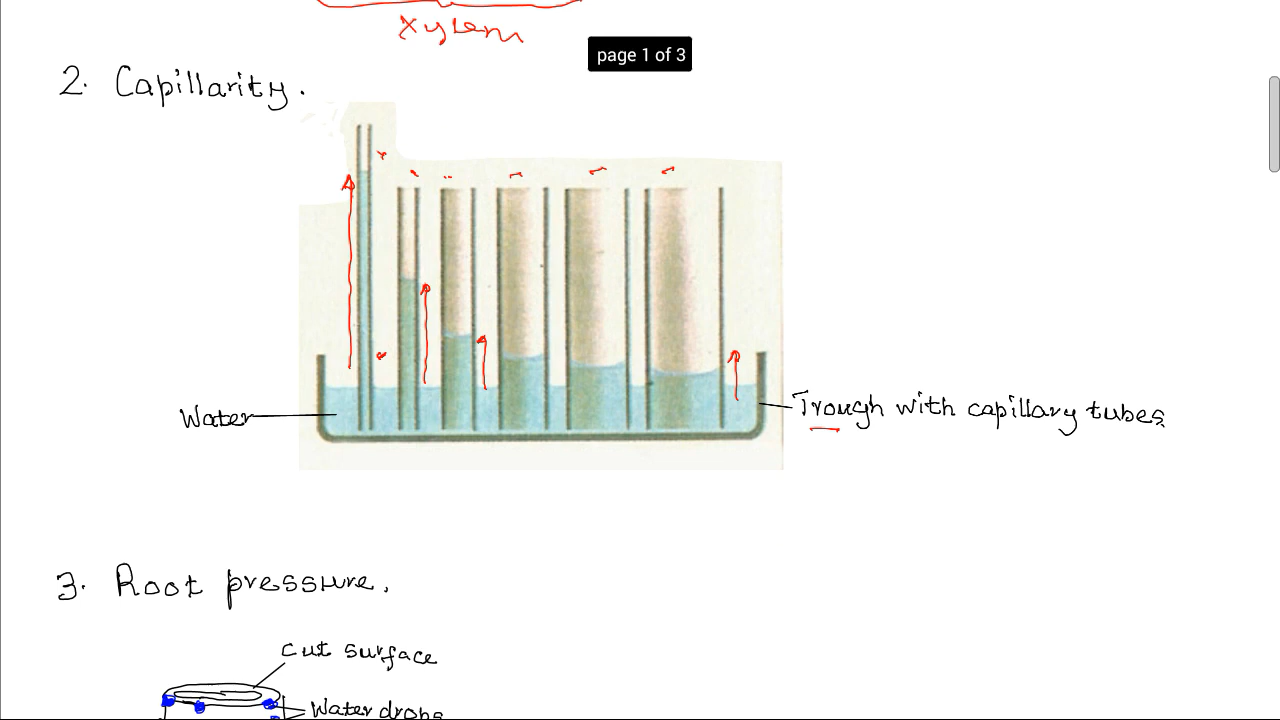 Xylem
page 1 of 3
2. Capillarity.
Water
Trough with capillary tubes
3. Root pressure.
cut surface
Water drops